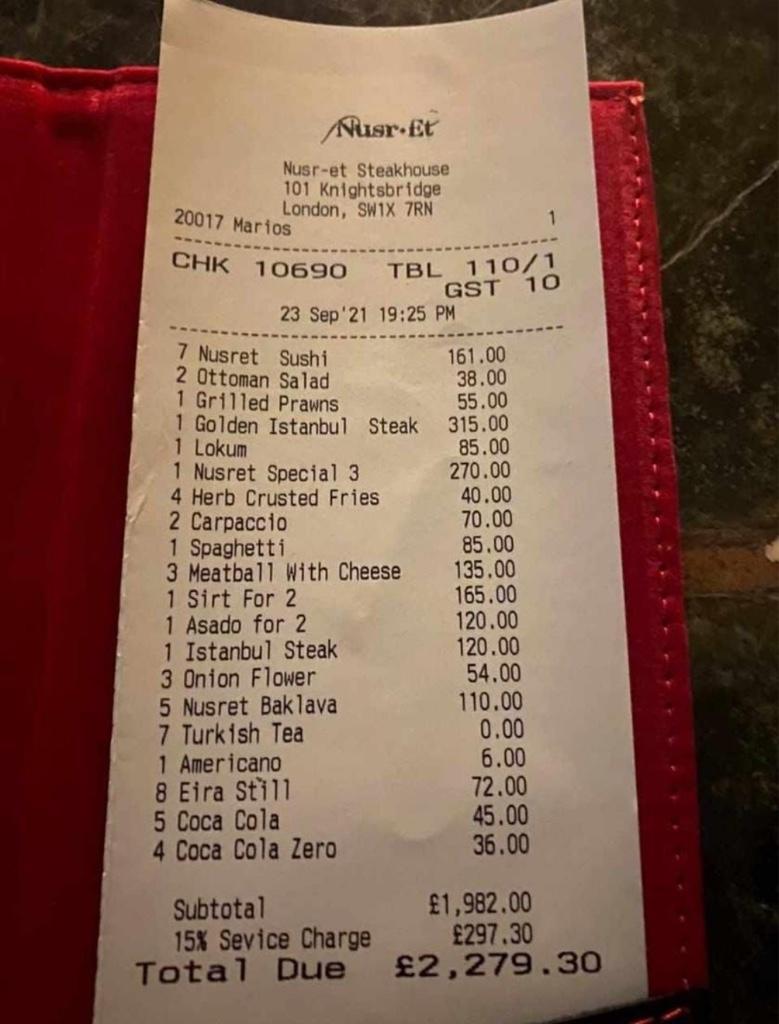 Nusr·Et
Nusr-et Steakhouse
101 Knightsbridge
London, SW1X 7RN
20017 Marios 1
CHK 10690 TBL 110/1
GST 10
23 Sep'21 19:25 PM
7 Nusret Sushi 161.00
2 Ottoman Salad 38.00
1 Grilled Prawns 55.00
1 Golden Istanbul Steak 315.00
1 Lokum 85.00
1 Nusret Special 3 270.00
4 Herb Crusted Fries 40.00
2 Carpaccio 70.00
1 Spaghetti 85.00
3 Meatball With Cheese 135.00
1 Sirt For 2 165.00
1 Asado for 2 120.00
1 Istanbul Steak 120.00
3 Onion Flower 54.00
5 Nusret Baklava 110.00
7 Turkish Tea 0.00
1 Americano 6.00
8 Eira Still 72.00
5 Coca Cola 45.00
4 Coca Cola Zero 36.00
Subtotal £1,982.00
15% Sevice Charge £297.30
Total Due £2,279.30